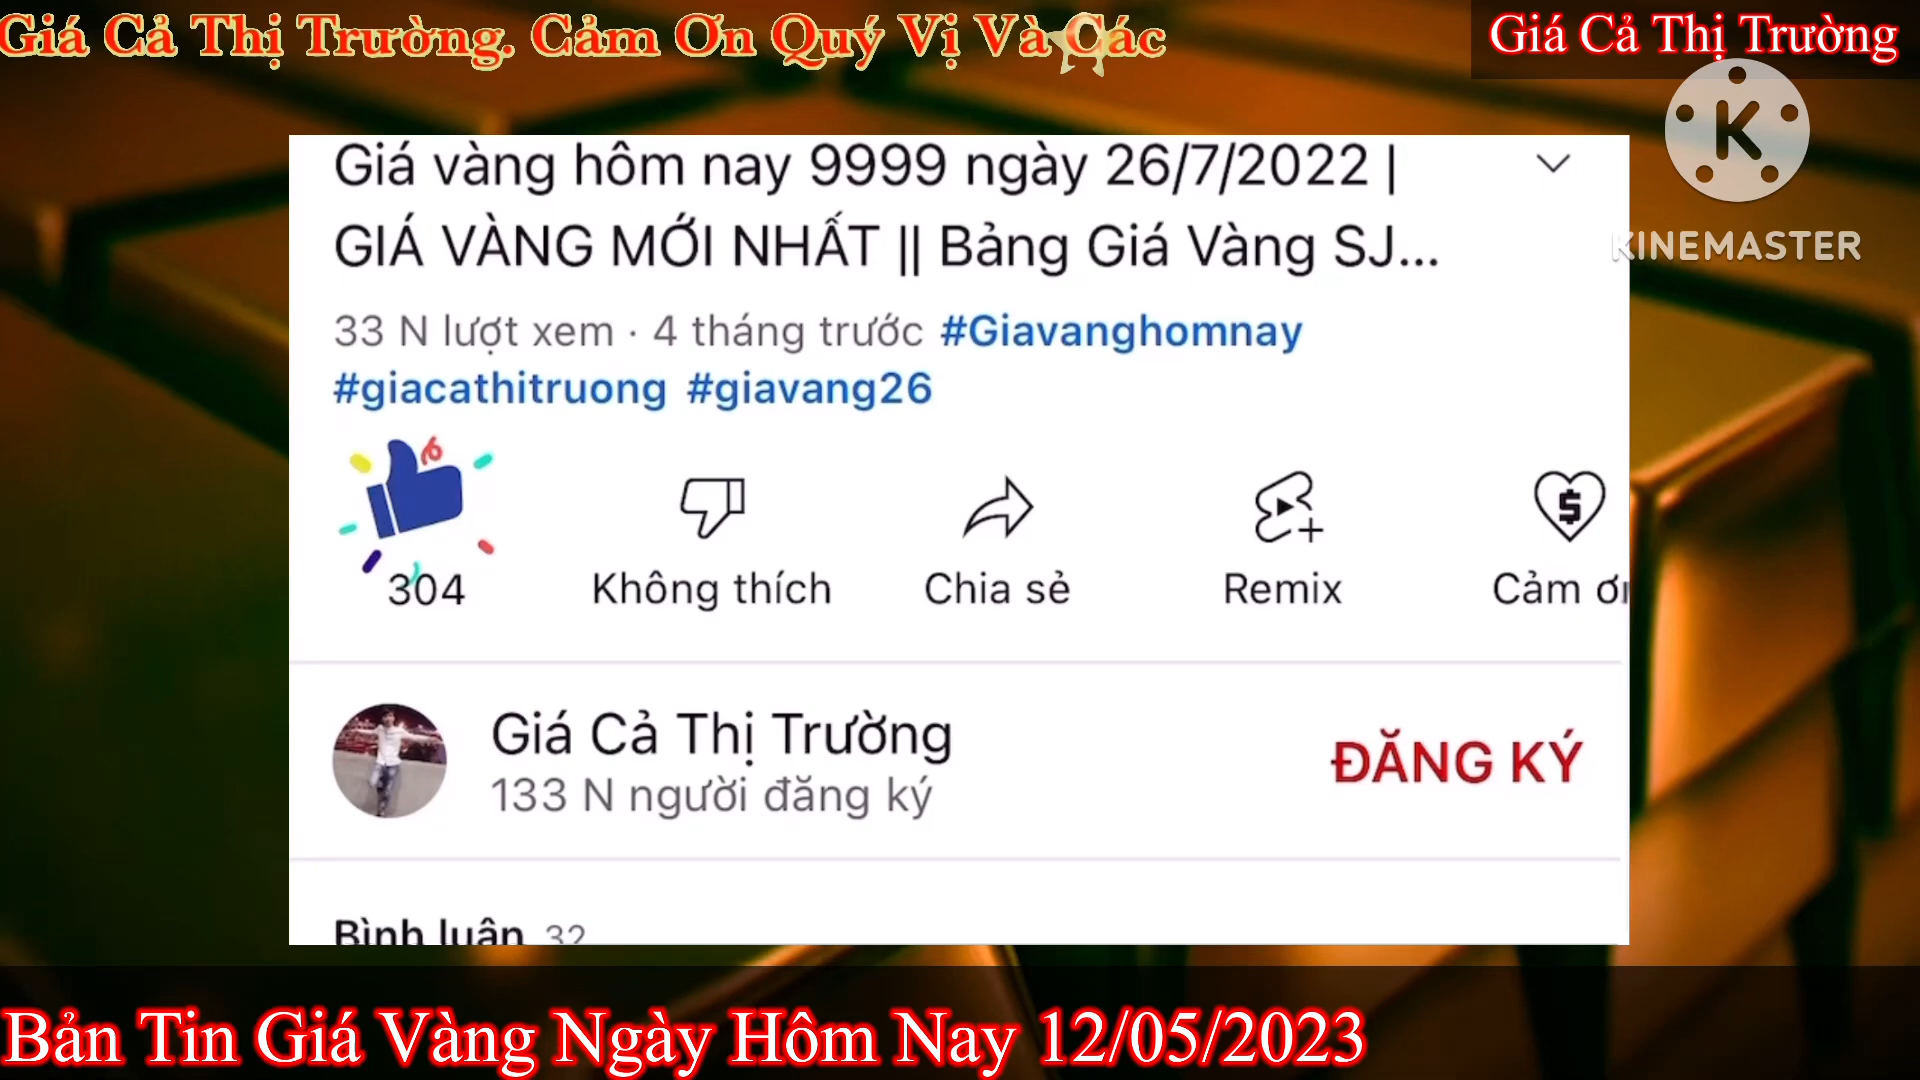 Giá Cả Thị Trường. Cảm Ơn Quý Vị Và Các
Giá Cả Thị Trường
K
KINEMASTER
Giá vàng hôm nay 9999 ngày 26/7/2022 |
GIÁ VÀNG MỚI NHẤT || Bảng Giá Vàng SJ...
33 N lượt xem · 4 tháng trước #Giavanghomnay
#giacathitruong #giavang26
304 Không thích Chia sẻ Remix Cảm ơn
Giá Cả Thị Trường
133 N người đăng ký
ĐĂNG KÝ
Bình luận 32
Bản Tin Giá Vàng Ngày Hôm Nay 12/05/2023